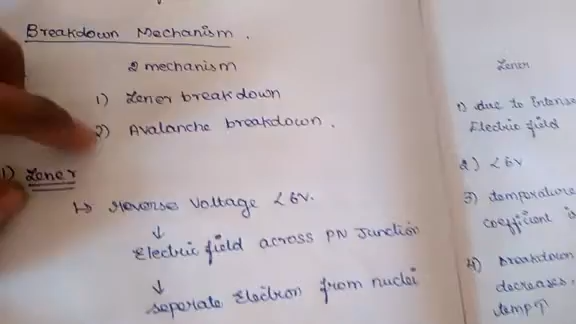 Breakdown Mechanism.
2 mechanism
1) Zener breakdown
2) Avalanche breakdown.
1) Zener
↳ reverse voltage < 6V.
↓
Electric field across PN Junction
↓
seperate Electron from nuclei
Zener
1) due to Intense
Electric field
2) < 6V
3) temperature
coefficient
4) Breakdown
decreases,
temp↑